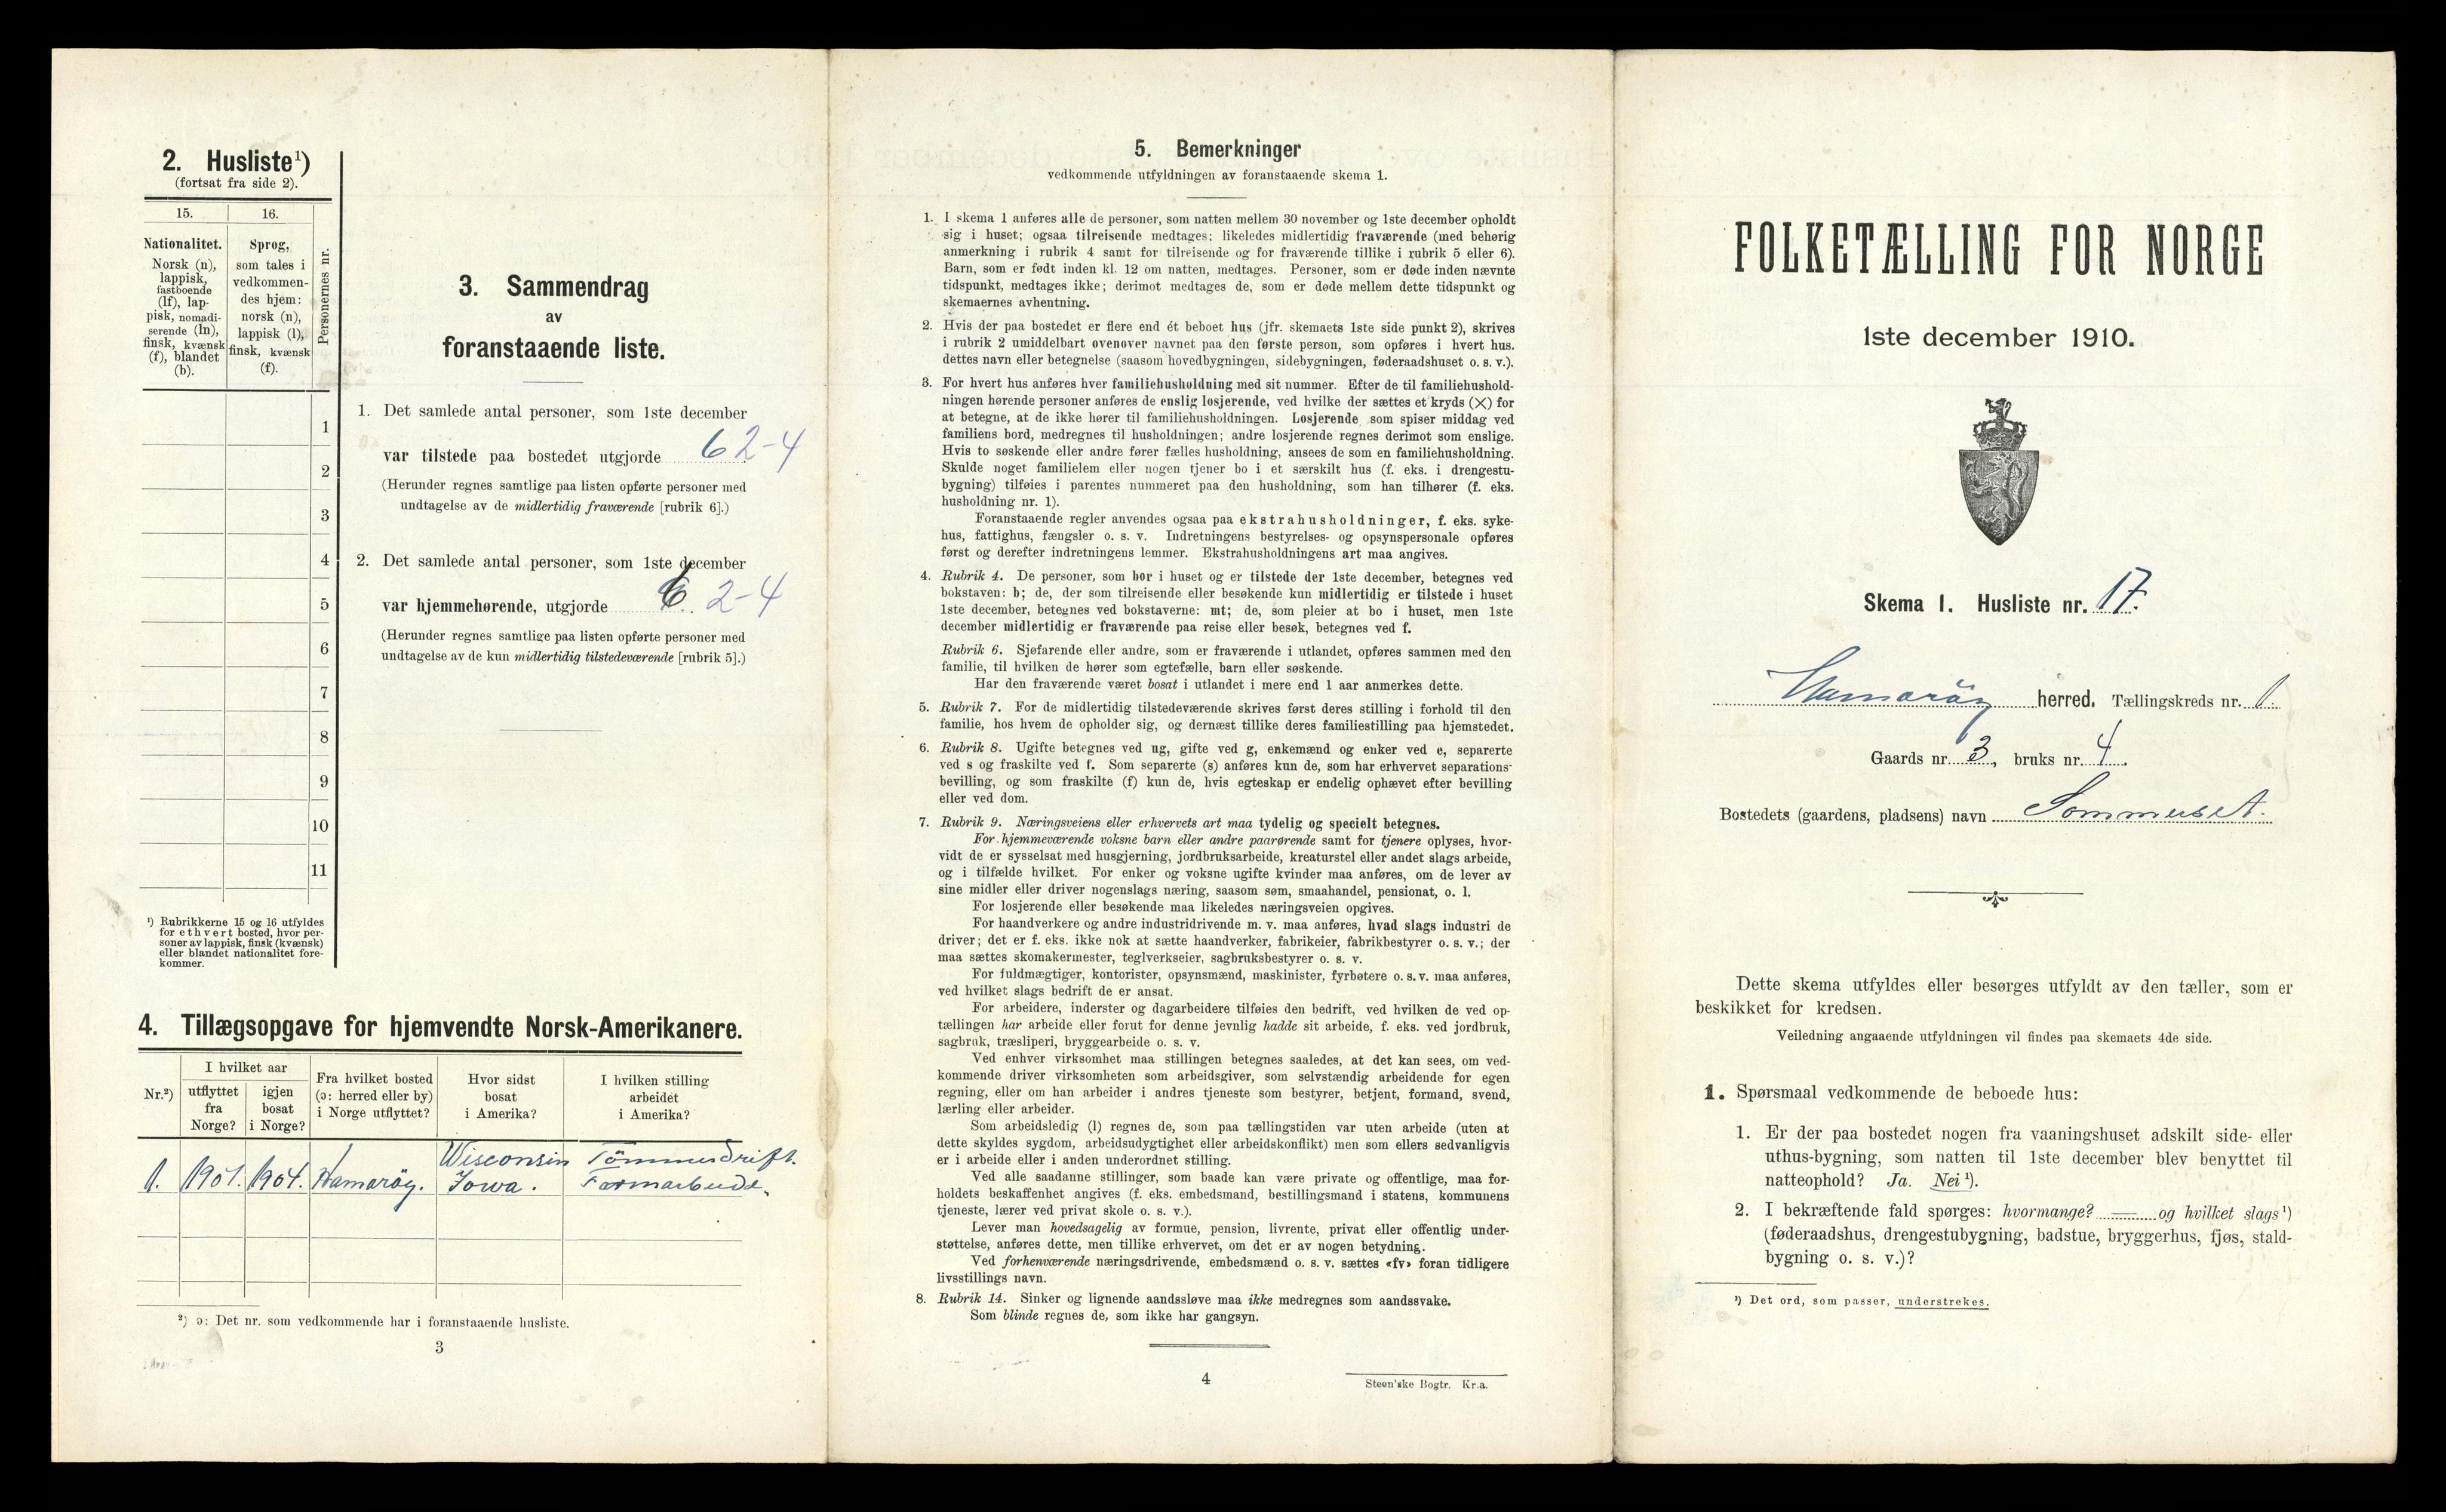 2. Husliste¹)
(fortsat fra side 2).
15. 16.
Nationalitet.
Norsk (n),
lappisk,
fastboende
(lf), lap-
pisk, nomadi-
serende (ln),
finsk, kvænsk
(f), blandet
(b).
Sprog,
som tales i
vedkommen-
des hjem:
norsk (n),
lappisk (l),
finsk, kvænsk
(f).
Personernes nr.
1
2
3
4
5
6
7
8
9
10
11
¹) Rubrikkerne 15 og 16 utfyldes
for ethvert bosted, hvor per-
soner av lappisk, finsk (kvænsk)
eller blandet nationalitet fore-
kommer.
3. Sammendrag
av
foranstaaende liste.
1. Det samlede antal personer, som 1ste december
var tilstede paa bostedet utgjorde 6 2-4
(Herunder regnes samtlige paa listen opførte personer med
undtagelse av de midlertidig fraværende [rubrik 6].)
2. Det samlede antal personer, som 1ste december
var hjemmehørende, utgjorde 6. 2-4
(Herunder regnes samtlige paa listen opførte personer med
undtagelse av de kun midlertidig tilstedeværende [rubrik 5].)
4. Tillægsopgave for hjemvendte Norsk-Amerikanere.
Nr.²)
I hvilket aar
utflyttet
fra
Norge?
igjen
bosat
i Norge?
Fra hvilket bosted
(ɔ: herred eller by)
i Norge utflyttet?
Hvor sidst
bosat
i Amerika?
I hvilken stilling
arbeidet
i Amerika?
Wisconsin Tömmerdrift.
1. 1901. 1904. Hamaröy. Iowa. Farmarbeide.
²) ɔ: Det nr. som vedkommende har i foranstaaende husliste.
3
5. Bemerkninger
vedkommende utfyldningen av foranstaaende skema 1.
1. I skema 1 anføres alle de personer, som natten mellem 30 november og 1ste december opholdt
sig i huset; ogsaa tilreisende medtages; likeledes midlertidig fraværende (med behørig
anmerkning i rubrik 4 samt for tilreisende og for fraværende tillike i rubrik 5 eller 6).
Barn, som er født inden kl. 12 om natten, medtages. Personer, som er døde inden nævnte
tidspunkt, medtages ikke; derimot medtages de, som er døde mellem dette tidspunkt og
skemaernes avhentning.
2. Hvis der paa bostedet er flere end ét beboet hus (jfr. skemaets 1ste side punkt 2), skrives
i rubrik 2 umiddelbart ovenover navnet paa den første person, som opføres i hvert hus.
dettes navn eller betegnelse (saasom hovedbygningen, sidebygningen, føderaadshuset o. s. v.).
3. For hvert hus anføres hver familiehusholdning med sit nummer. Efter de til familiehushold-
ningen hørende personer anføres de enslig losjerende, ved hvilke der sættes et kryds (×) for
at betegne, at de ikke hører til familiehusholdningen. Losjerende som spiser middag ved
familiens bord, medregnes til husholdningen; andre losjerende regnes derimot som enslige.
Hvis to søskende eller andre fører fælles husholdning, ansees de som en familiehusholdning.
Skulde noget familielem eller nogen tjener bo i et særskilt hus (f. eks. i drengestu-
bygning) tilføies i parentes nummeret paa den husholdning, som han tilhører (f. eks.
husholdning nr. 1).
Foranstaaende regler anvendes ogsaa paa ekstrahusholdninger, f. eks. syke-
hus, fattighus, fængsler o. s. v. Indretningens bestyrelses- og opsynspersonale opføres
først og derefter indretningens lemmer. Ekstrahusholdningens art maa angives.
4. Rubrik 4. De personer, som bor i huset og er tilstede der 1ste december, betegnes ved
bokstaven: b; de, der som tilreisende eller besøkende kun midlertidig er tilstede i huset
1ste december, betegnes ved bokstaverne: mt; de, som pleier at bo i huset, men 1ste
december midlertidig er fraværende paa reise eller besøk, betegnes ved f.
Rubrik 6. Sjøfarende eller andre, som er fraværende i utlandet, opføres sammen med den
familie, til hvilken de hører som egtefælle, barn eller søskende.
Har den fraværende været bosat i utlandet i mere end 1 aar anmerkes dette.
5. Rubrik 7. For de midlertidig tilstedeværende skrives først deres stilling i forhold til den
familie, hos hvem de opholder sig, og dernæst tillike deres familiestilling paa hjemstedet.
6. Rubrik 8. Ugifte betegnes ved ug, gifte ved g, enkemænd og enker ved e, separerte
ved s og fraskilte ved f. Som separerte (s) anføres kun de, som har erhvervet separations-
bevilling, og som fraskilte (f) kun de, hvis egteskap er endelig ophævet efter bevilling
eller ved dom.
7. Rubrik 9. Næringsveiens eller erhvervets art maa tydelig og specielt betegnes.
For hjemmeværende voksne barn eller andre paarørende samt for tjenere oplyses, hvor-
vidt de er sysselsat med husgjerning, jordbruksarbeide, kreaturstel eller andet slags arbeide,
og i tilfælde hvilket. For enker og voksne ugifte kvinder maa anføres, om de lever av
sine midler eller driver nogenslags næring, saasom søm, smaahandel, pensionat, o. l.
For losjerende eller besøkende maa likeledes næringsveien opgives.
For haandverkere og andre industridrivende m. v. maa anføres, hvad slags industri de
driver; det er f. eks. ikke nok at sætte haandverker, fabrikeier, fabrikbestyrer o. s. v.; der
maa sættes skomakermester, teglverkseier, sagbruksbestyrer o. s. v.
For fuldmægtiger, kontorister, opsynsmænd, maskinister, fyrbøtere o. s. v. maa anføres,
ved hvilket slags bedrift de er ansat.
For arbeidere, inderster og dagarbeidere tilføies den bedrift, ved hvilken de ved op-
tællingen har arbeide eller forut for denne jevnlig hadde sit arbeide, f. eks. ved jordbruk,
sagbruk, træsliperi, bryggearbeide o. s. v.
Ved enhver virksomhet maa stillingen betegnes saaledes, at det kan sees, om ved-
kommende driver virksomheten som arbeidsgiver, som selvstændig arbeidende for egen
regning, eller om han arbeider i andres tjeneste som bestyrer, betjent, formand, svend,
lærling eller arbeider.
Som arbeidsledig (l) regnes de, som paa tællingstiden var uten arbeide (uten at
dette skyldes sygdom, arbeidsudygtighet eller arbeidskonflikt) men som ellers sedvanligvis
er i arbeide eller i anden underordnet stilling.
Ved alle saadanne stillinger, som baade kan være private og offentlige, maa for-
holdets beskaffenhet angives (f. eks. embedsmand, bestillingsmand i statens, kommunens
tjeneste, lærer ved privat skole o. s. v.).
Lever man hovedsagelig av formue, pension, livrente, privat eller offentlig under-
støttelse, anføres dette, men tillike erhvervet, om det er av nogen betydning.
Ved forhenværende næringsdrivende, embedsmænd o. s. v. sættes «fv» foran tidligere
livsstillings navn.
8. Rubrik 14. Sinker og lignende aandssløve maa ikke medregnes som aandssvake.
Som blinde regnes de, som ikke har gangsyn.
4
Steen'ske Bogtr. Kr.a.
FOLKETÆLLING FOR NORGE
1ste december 1910.
Skema 1. Husliste nr. 17.
Hamaröy herred. Tællingskreds nr. 1.
Gaards nr. 3, bruks nr. 4.
Bostedets (gaardens, pladsens) navn Sommerset.
Dette skema utfyldes eller besørges utfyldt av den tæller, som er
beskikket for kredsen.
Veiledning angaaende utfyldningen vil findes paa skemaets 4de side.
1. Spørsmaal vedkommende de beboede hus:
1. Er der paa bostedet nogen fra vaaningshuset adskilt side- eller
uthus-bygning, som natten til 1ste december blev benyttet til
natteophold? Ja. Nei ¹).
2. I bekræftende fald spørges: hvormange? — og hvilket slags ¹)
(føderaadshus, drengestubygning, badstue, bryggerhus, fjøs, stald-
bygning o. s. v.)?
¹) Det ord, som passer, understrekes.